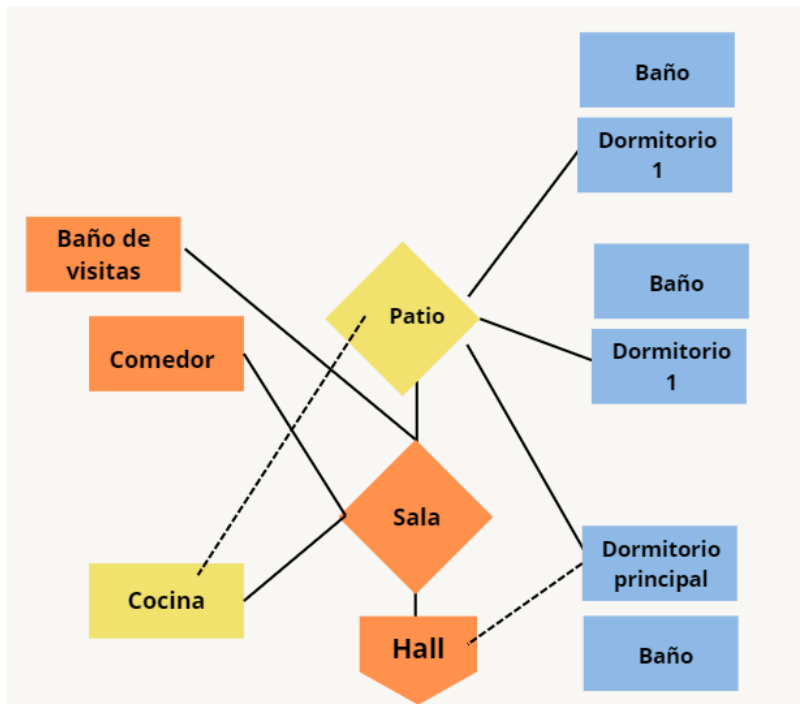 Baño
Dormitorio
1
Baño de
visitas
Patio
Baño
Comedor
Dormitorio
1
Sala
Dormitorio
principal
Cocina
Hall
Baño